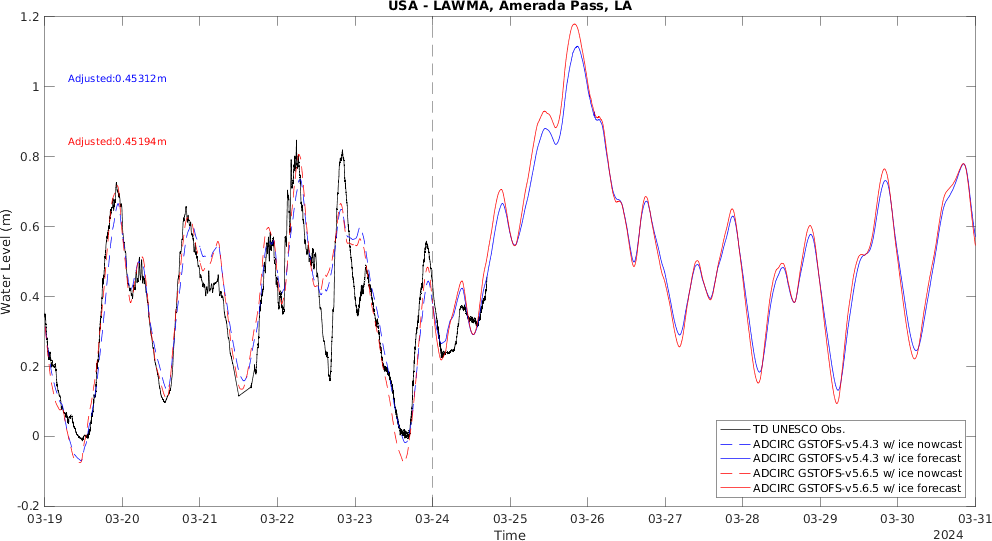 USA - LAWMA, Amerada Pass, LA
1.2
1
0.8
0.6
0.4
0.2
0
-0.2
Water Level (m)
Adjusted:0.45312m
Adjusted:0.45194m
TD UNESCO Obs.
ADCIRC GSTOFS-v5.4.3 w/ ice nowcast
ADCIRC GSTOFS-v5.4.3 w/ ice forecast
ADCIRC GSTOFS-v5.6.5 w/ ice nowcast
ADCIRC GSTOFS-v5.6.5 w/ ice forecast
03-19 03-20 03-21 03-22 03-23 03-24 03-25 03-26 03-27 03-28 03-29 03-30 03-31
Time
2024